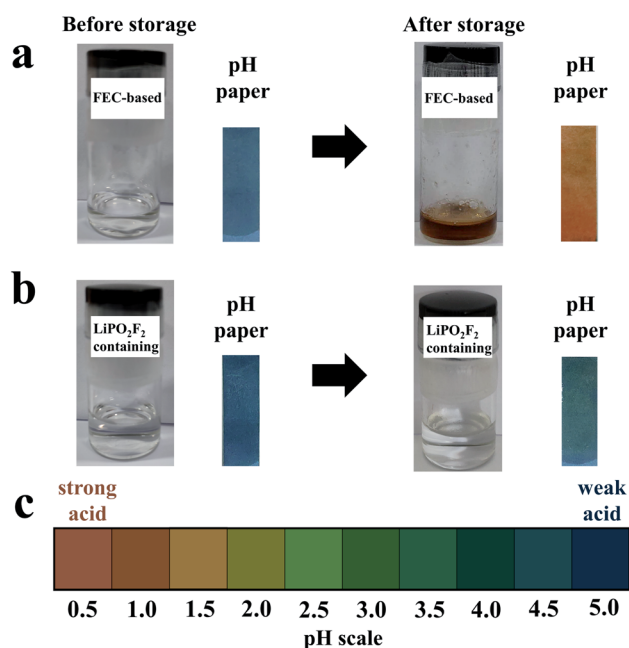 Before storage
After storage
a
FEC-based
pH
paper
FEC-based
pH
paper
b
LiPO₂F₂
containing
pH
paper
LiPO₂F₂
containing
pH
paper
c
strong
acid
weak
acid
0.5 1.0 1.5 2.0 2.5 3.0 3.5 4.0 4.5 5.0
pH scale